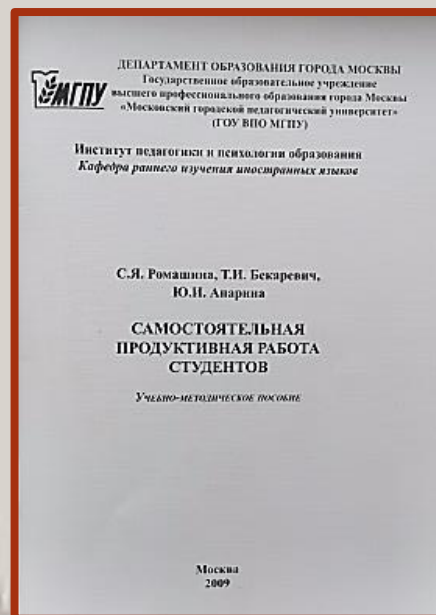 МГПУ
ДЕПАРТАМЕНТ ОБРАЗОВАНИЯ ГОРОДА МОСКВЫ
Государственное образовательное учреждение
высшего профессионального образования города Москвы
«Московский городской педагогический университет»
(ГОУ ВПО МГПУ)
Институт педагогики и психологии образования
Кафедра раннего изучения иностранных языков
С.Я. Ромашина, Т.И. Бекаревич,
Ю.И. Апарина
САМОСТОЯТЕЛЬНАЯ
ПРОДУКТИВНАЯ РАБОТА
СТУДЕНТОВ
Учебно-методическое пособие
Москва
2009